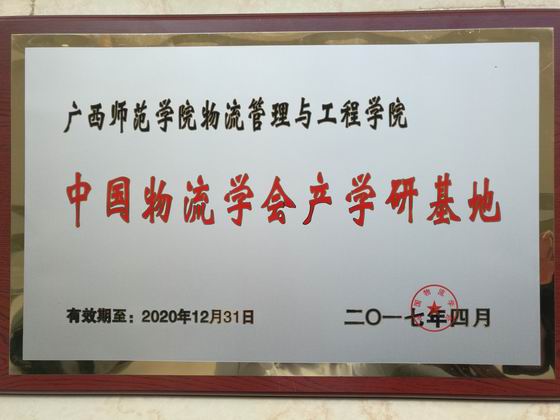 广西师范学院物流管理与工程学院
中国物流学会产学研基地
有效期至：2020年12月31日
二〇一七年四月